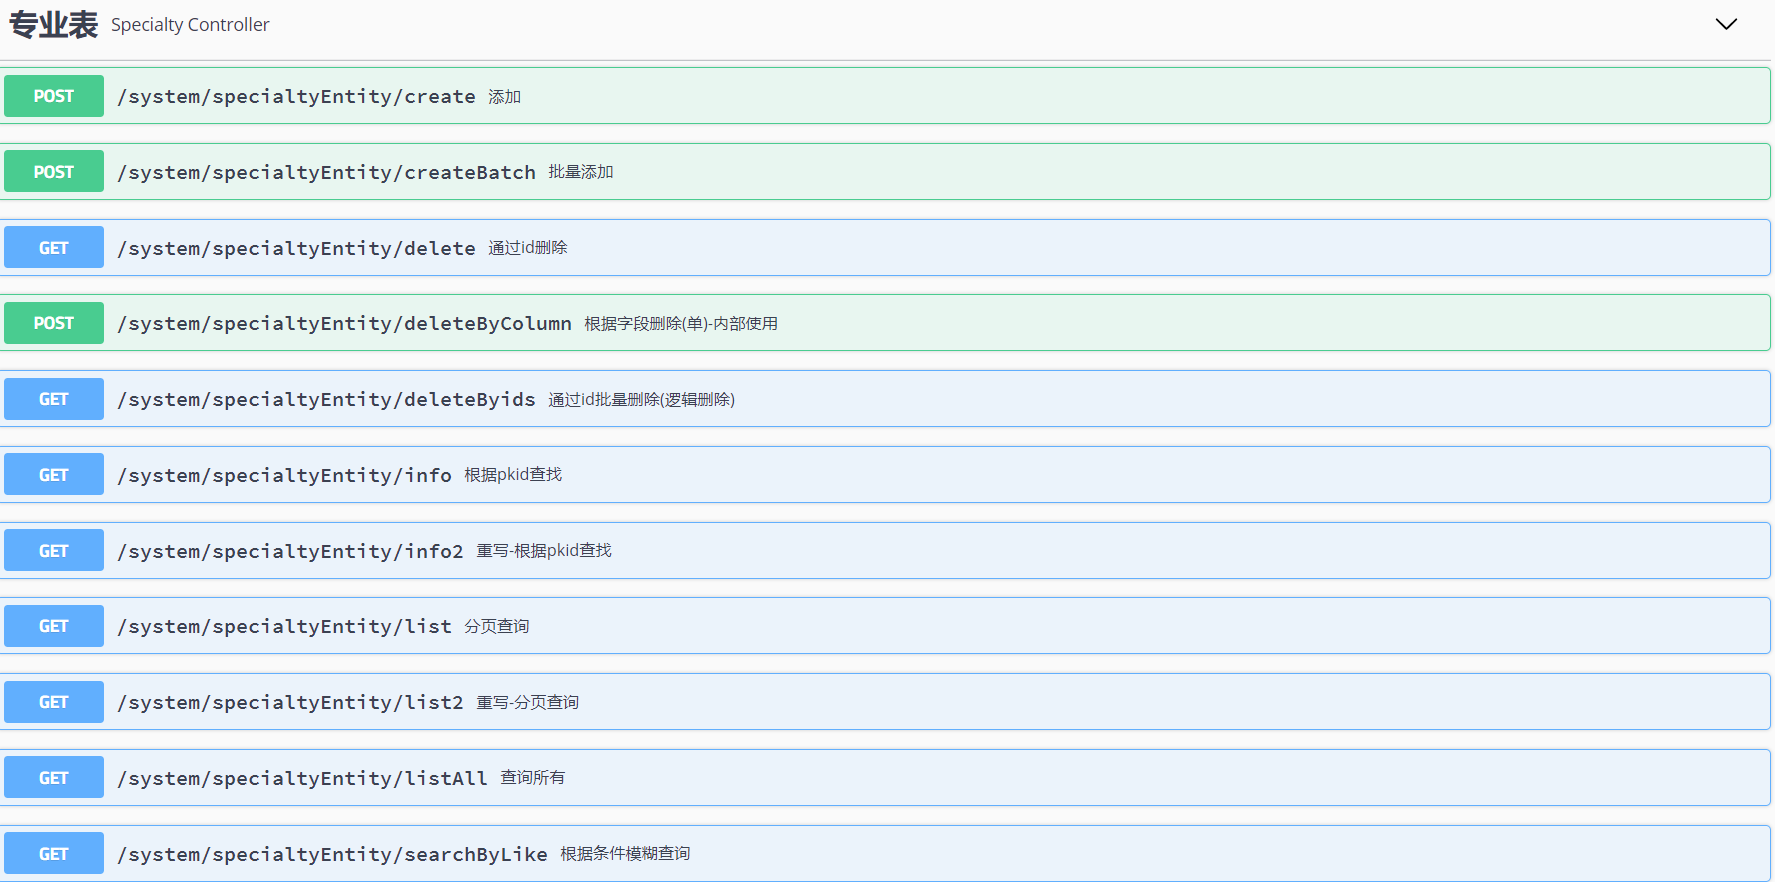 专业表 Specialty Controller
POST /system/specialtyEntity/create 添加
POST /system/specialtyEntity/createBatch 批量添加
GET /system/specialtyEntity/delete 通过id删除
POST /system/specialtyEntity/deleteByColumn 根据字段删除(单)-内部使用
GET /system/specialtyEntity/deleteByids 通过id批量删除(逻辑删除)
GET /system/specialtyEntity/info 根据pkid查找
GET /system/specialtyEntity/info2 重写-根据pkid查找
GET /system/specialtyEntity/list 分页查询
GET /system/specialtyEntity/list2 重写-分页查询
GET /system/specialtyEntity/listAll 查询所有
GET /system/specialtyEntity/searchByLike 根据条件模糊查询